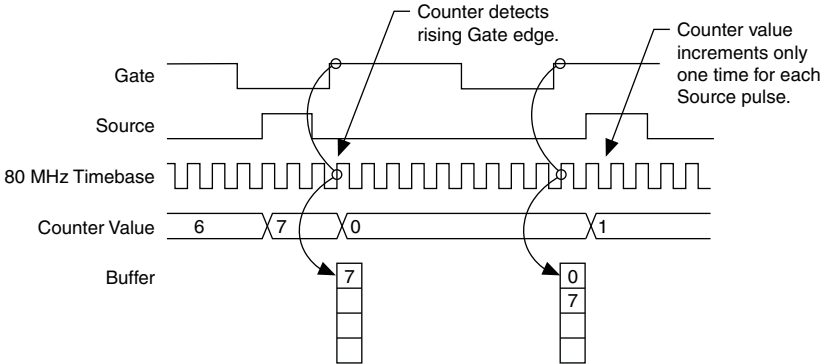 Counter detects
rising Gate edge.
Counter value
increments only
one time for each
Source pulse.
Gate
Source
80 MHz Timebase
Counter Value
6
7
0
1
Buffer
7
0
7